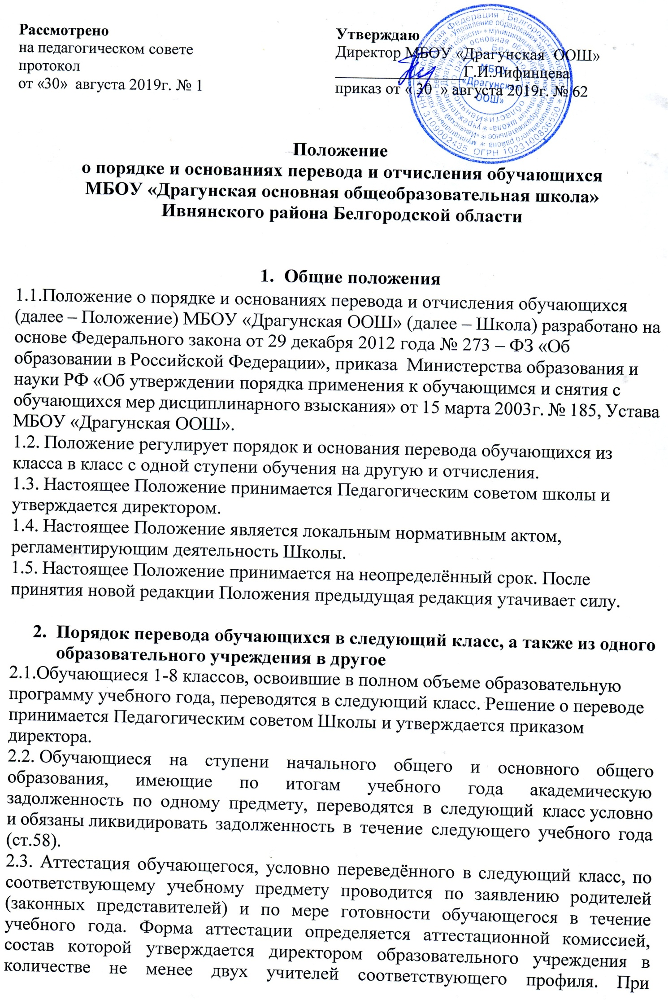 Рассмотрено
на педагогическом совете
протокол
от «30» августа 2019г. № 1
Утверждаю
Директор МБОУ «Драгунская ООШ»
_______________Г.И.Лифинцева
приказ от « 30 » августа 2019г. № 62
МБОУ
«Драгунская
ООШ»
ИНН 3109002435 ОГРН 1023100836550
Положение
о порядке и основаниях перевода и отчисления обучающихся
МБОУ «Драгунская основная общеобразовательная школа»
Ивнянского района Белгородской области
1. Общие положения
1.1.Положение о порядке и основаниях перевода и отчисления обучающихся
(далее – Положение) МБОУ «Драгунская ООШ» (далее – Школа) разработано на
основе Федерального закона от 29 декабря 2012 года № 273 – ФЗ «Об
образовании в Российской Федерации», приказа Министерства образования и
науки РФ «Об утверждении порядка применения к обучающимся и снятия с
обучающихся мер дисциплинарного взыскания» от 15 марта 2003г. № 185, Устава
МБОУ «Драгунская ООШ».
1.2. Положение регулирует порядок и основания перевода обучающихся из
класса в класс с одной ступени обучения на другую и отчисления.
1.3. Настоящее Положение принимается Педагогическим советом школы и
утверждается директором.
1.4. Настоящее Положение является локальным нормативным актом,
регламентирующим деятельность Школы.
1.5. Настоящее Положение принимается на неопределённый срок. После
принятия новой редакции Положения предыдущая редакция утачивает силу.
2. Порядок перевода обучающихся в следующий класс, а также из одного
образовательного учреждения в другое
2.1.Обучающиеся 1-8 классов, освоившие в полном объеме образовательную
программу учебного года, переводятся в следующий класс. Решение о переводе
принимается Педагогическим советом Школы и утверждается приказом
директора.
2.2. Обучающиеся на ступени начального общего и основного общего
образования, имеющие по итогам учебного года академическую
задолженность по одному предмету, переводятся в следующий класс условно
и обязаны ликвидировать задолженность в течение следующего учебного года
(ст.58).
2.3. Аттестация обучающегося, условно переведённого в следующий класс, по
соответствующему учебному предмету проводится по заявлению родителей
(законных представителей) и по мере готовности обучающегося в течение
учебного года. Форма аттестации определяется аттестационной комиссией,
состав которой утверждается директором образовательного учреждения в
количестве не менее двух учителей соответствующего профиля. При